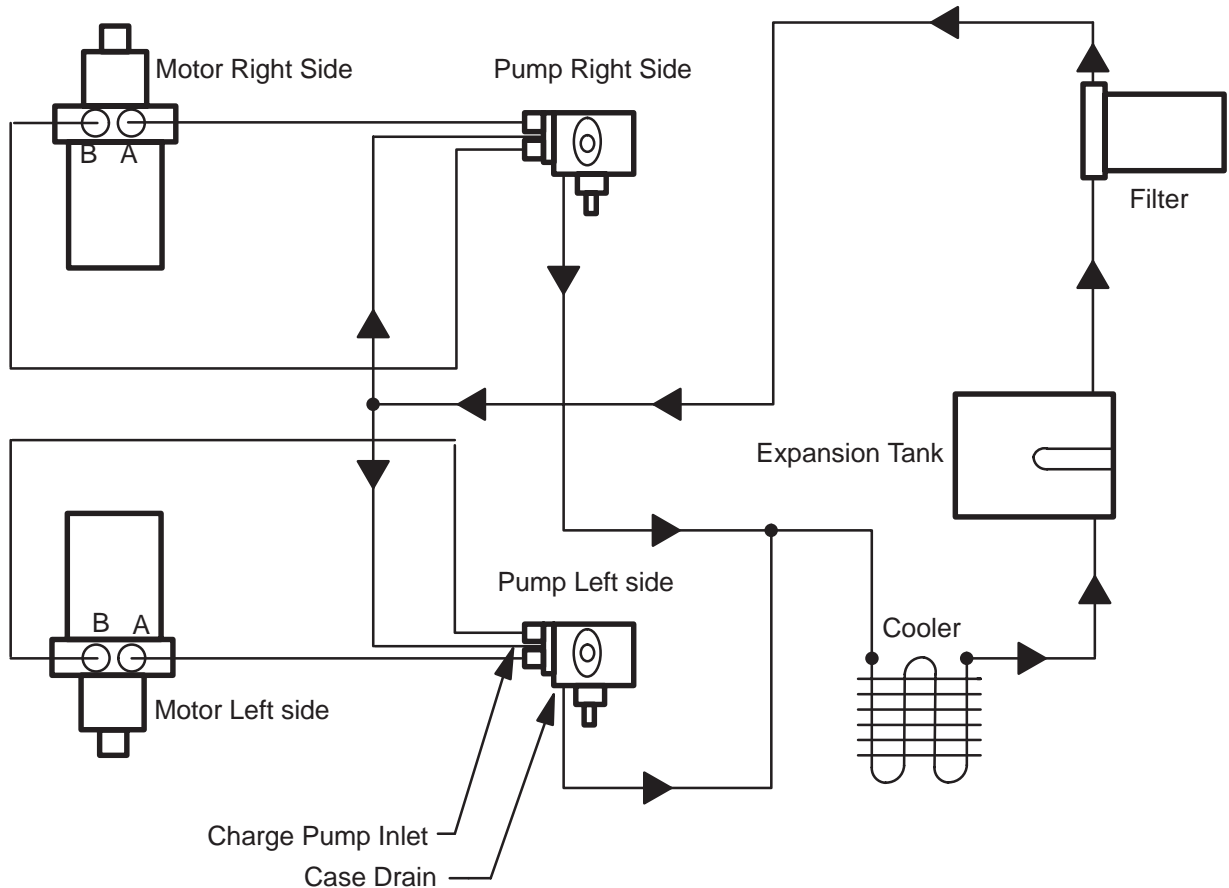 Motor Right Side
Pump Right Side
B A
Filter
Expansion Tank
Pump Left side
B A
Cooler
Motor Left side
Charge Pump Inlet
Case Drain